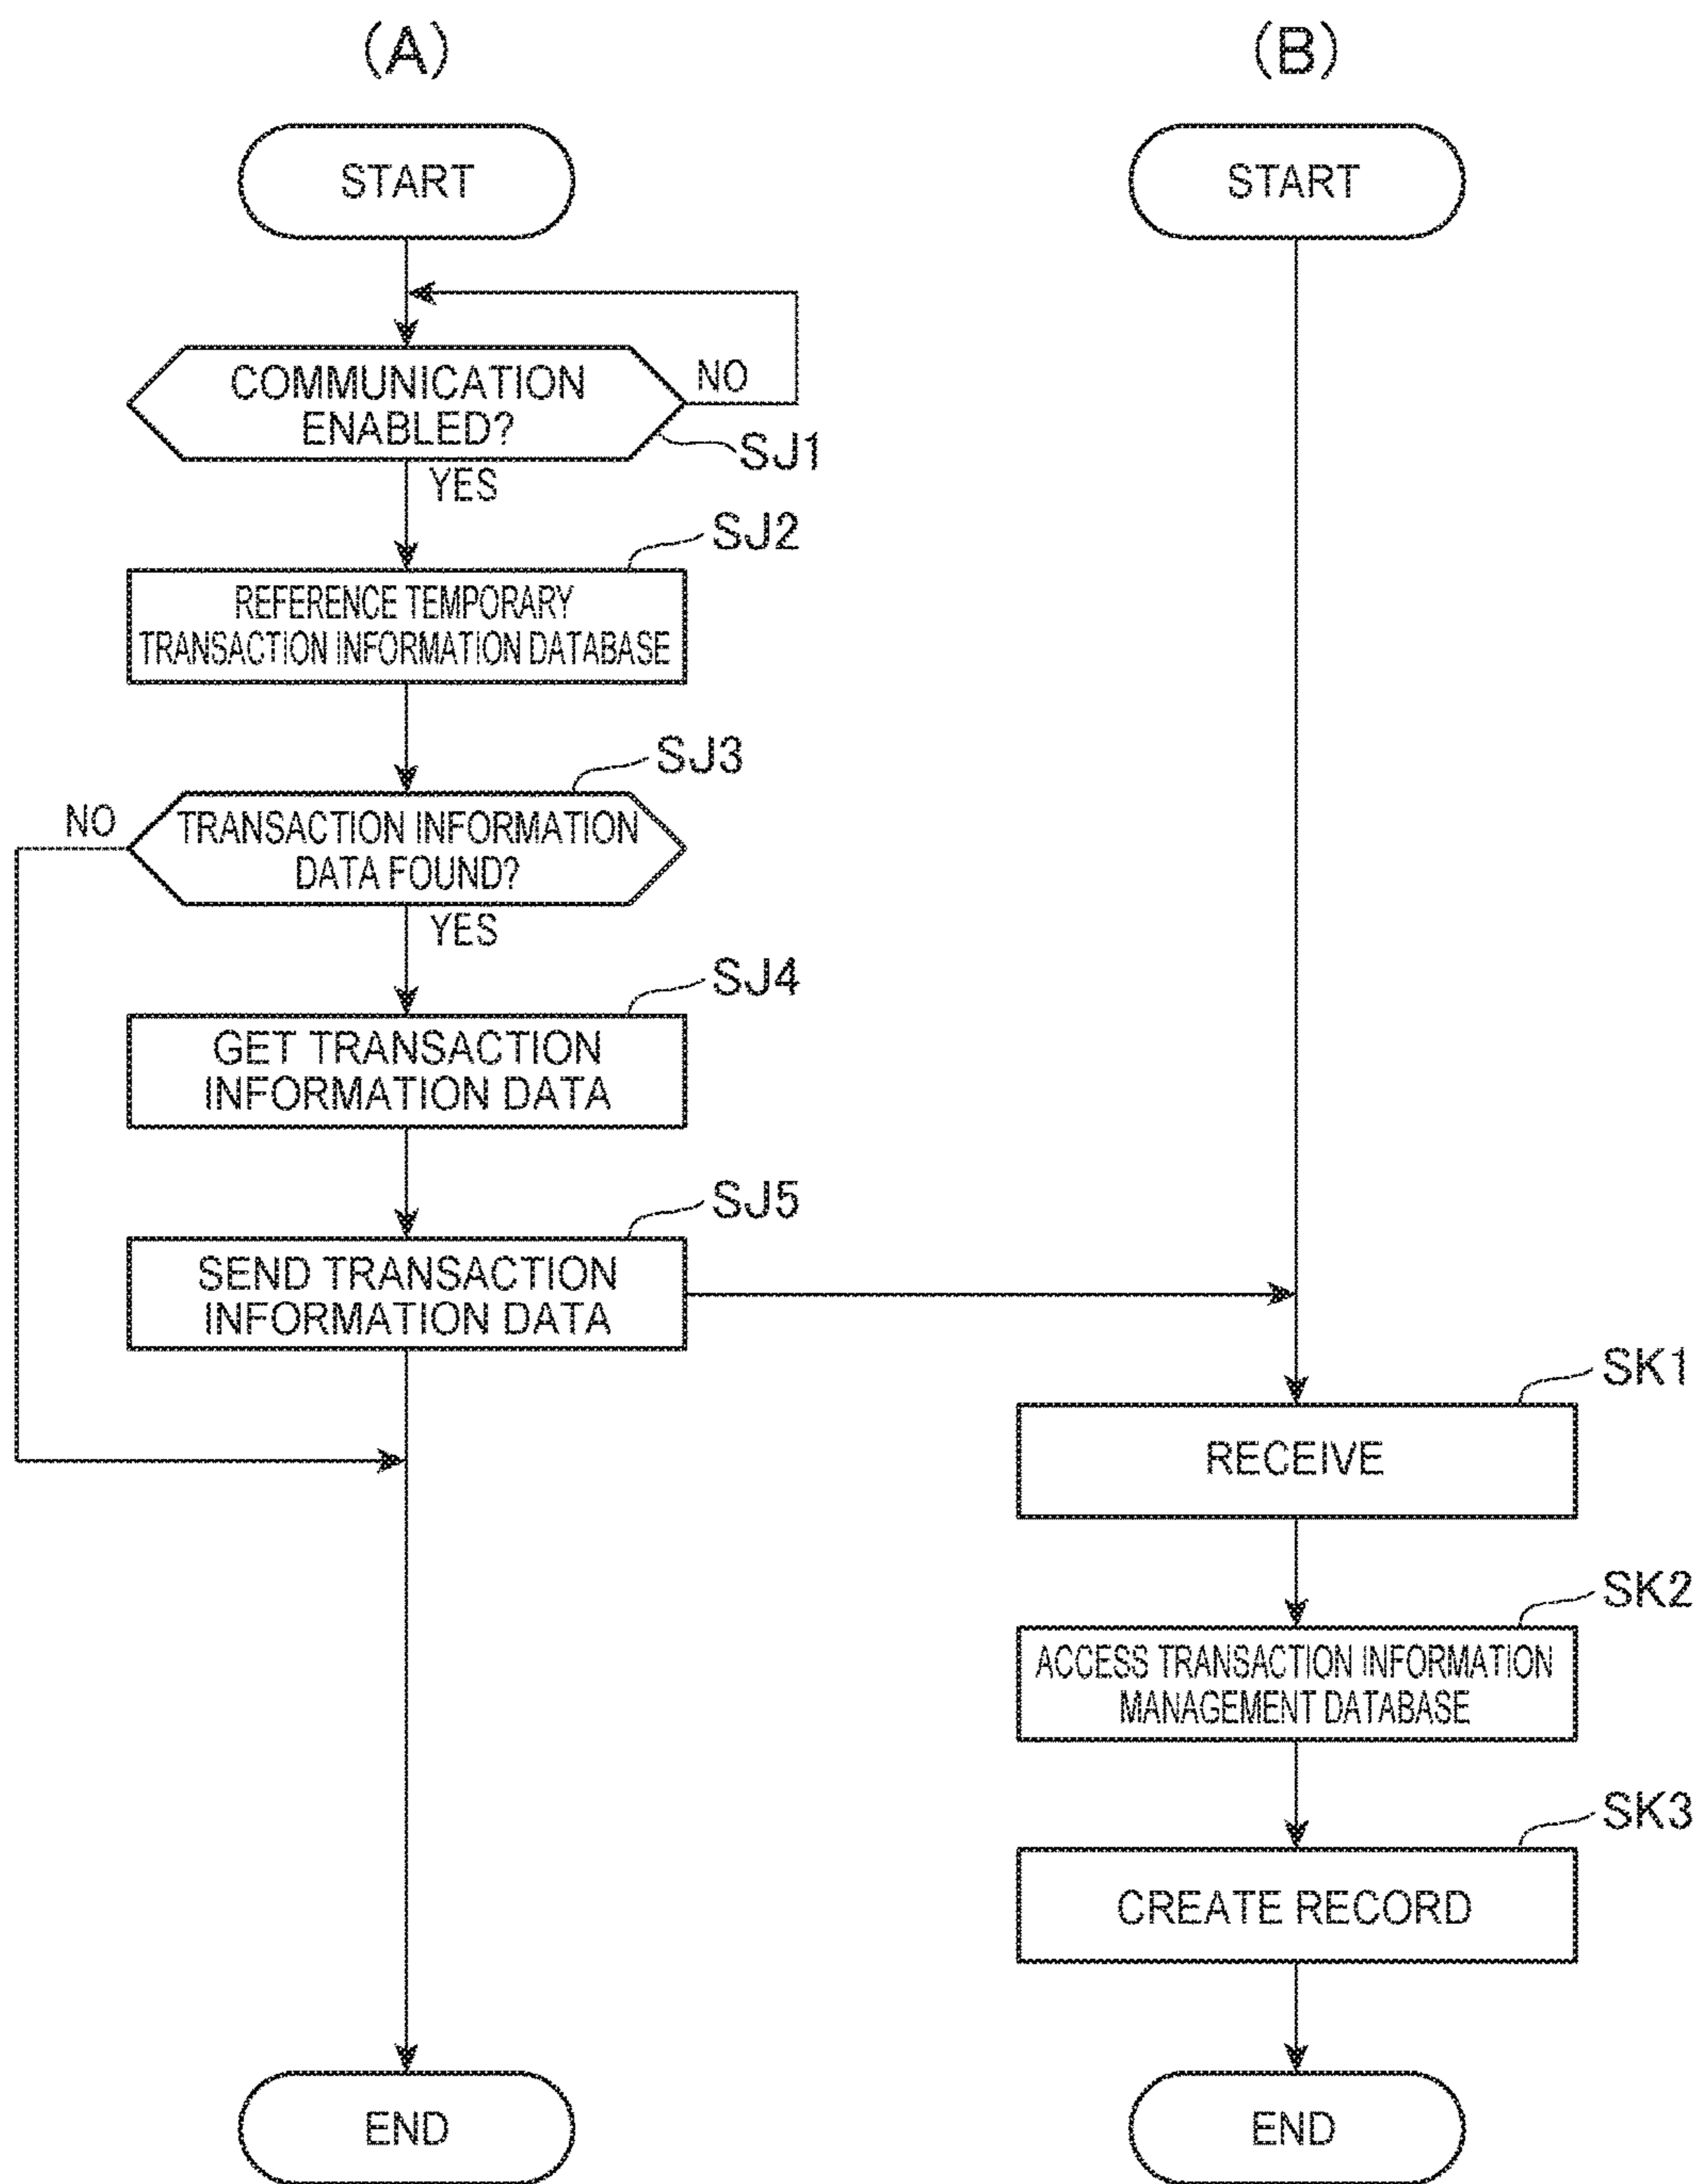 (A)
START
COMMUNICATION
ENABLED?
NO
SJ1
YES
SJ2
REFERENCE TEMPORARY
TRANSACTION INFORMATION DATABASE
SJ3
NO
TRANSACTION INFORMATION
DATA FOUND?
YES
SJ4
GET TRANSACTION
INFORMATION DATA
SJ5
SEND TRANSACTION
INFORMATION DATA
END
(B)
START
SK1
RECEIVE
SK2
ACCESS TRANSACTION INFORMATION
MANAGEMENT DATABASE
SK3
CREATE RECORD
END